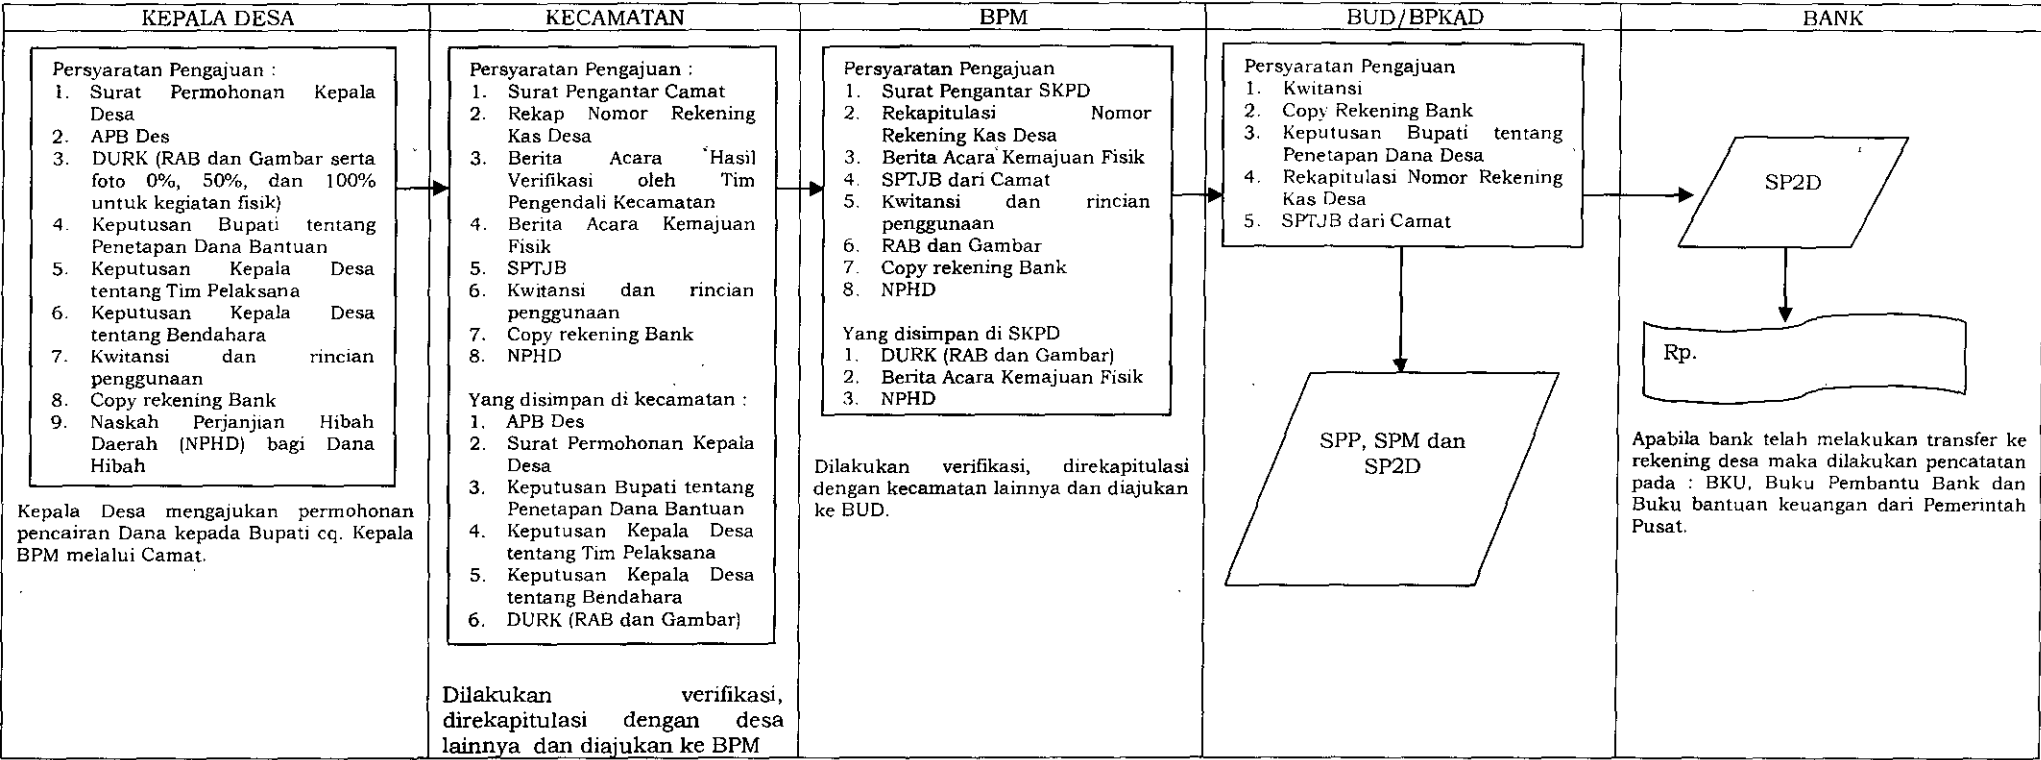 KEPALA DESA
Persyaratan Pengajuan :
1. Surat Permohonan Kepala
Desa
2. APB Des
3. DURK (RAB dan Gambar serta
foto 0%, 50%, dan 100%
untuk kegiatan fisik)
4. Keputusan Bupati tentang
Penetapan Dana Bantuan
5. Keputusan Kepala Desa
tentang Tim Pelaksana
6. Keputusan Kepala Desa
tentang Bendahara
7. Kwitansi dan rincian
penggunaan
8. Copy rekening Bank
9. Naskah Perjanjian Hibah
Daerah (NPHD) bagi Dana
Hibah
Kepala Desa mengajukan permohonan
pencairan Dana kepada Bupati cq. Kepala
BPM melalui Camat.
KECAMATAN
Persyaratan Pengajuan :
1. Surat Pengantar Camat
2. Rekap Nomor Rekening
Kas Desa
3. Berita Acara Hasil
Verifikasi oleh Tim
Pengendali Kecamatan
4. Berita Acara Kemajuan
Fisik
5. SPTJB
6. Kwitansi dan rincian
penggunaan
7. Copy rekening Bank
8. NPHD
Yang disimpan di kecamatan :
1. APB Des
2. Surat Permohonan Kepala
Desa
3. Keputusan Bupati tentang
Penetapan Dana Bantuan
4. Keputusan Kepala Desa
tentang Tim Pelaksana
5. Keputusan Kepala Desa
tentang Bendahara
6. DURK (RAB dan Gambar)
Dilakukan verifikasi,
direkapitulasi dengan desa
lainnya dan diajukan ke BPM
BPM
Persyaratan Pengajuan
1. Surat Pengantar SKPD
2. Rekapitulasi Nomor
Rekening Kas Desa
3. Berita Acara Kemajuan Fisik
4. SPTJB dari Camat
5. Kwitansi dan rincian
penggunaan
6. RAB dan Gambar
7. Copy rekening Bank
8. NPHD
Yang disimpan di SKPD
1. DURK (RAB dan Gambar)
2. Berita Acara Kemajuan Fisik
3. NPHD
Dilakukan verifikasi, direkapitulasi
dengan kecamatan lainnya dan diajukan
ke BUD.
BUD/BPKAD
Persyaratan Pengajuan
1. Kwitansi
2. Copy Rekening Bank
3. Keputusan Bupati tentang
Penetapan Dana Desa
4. Rekapitulasi Nomor Rekening
Kas Desa
5. SPTJB dari Camat
SPP, SPM dan
SP2D
BANK
SP2D
Rp.
Apabila bank telah melakukan transfer ke
rekening desa maka dilakukan pencatatan
pada : BKU, Buku Pembantu Bank dan
Buku bantuan keuangan dari Pemerintah
Pusat.